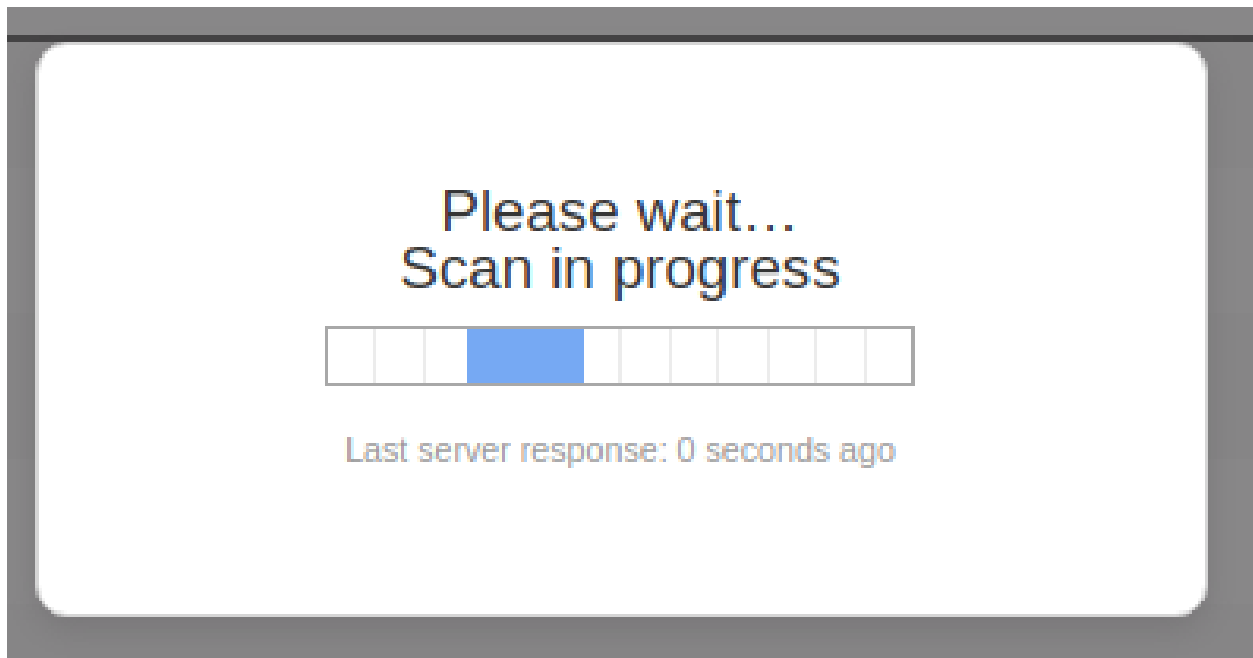 Please wait…
Scan in progress
Last server response: 0 seconds ago